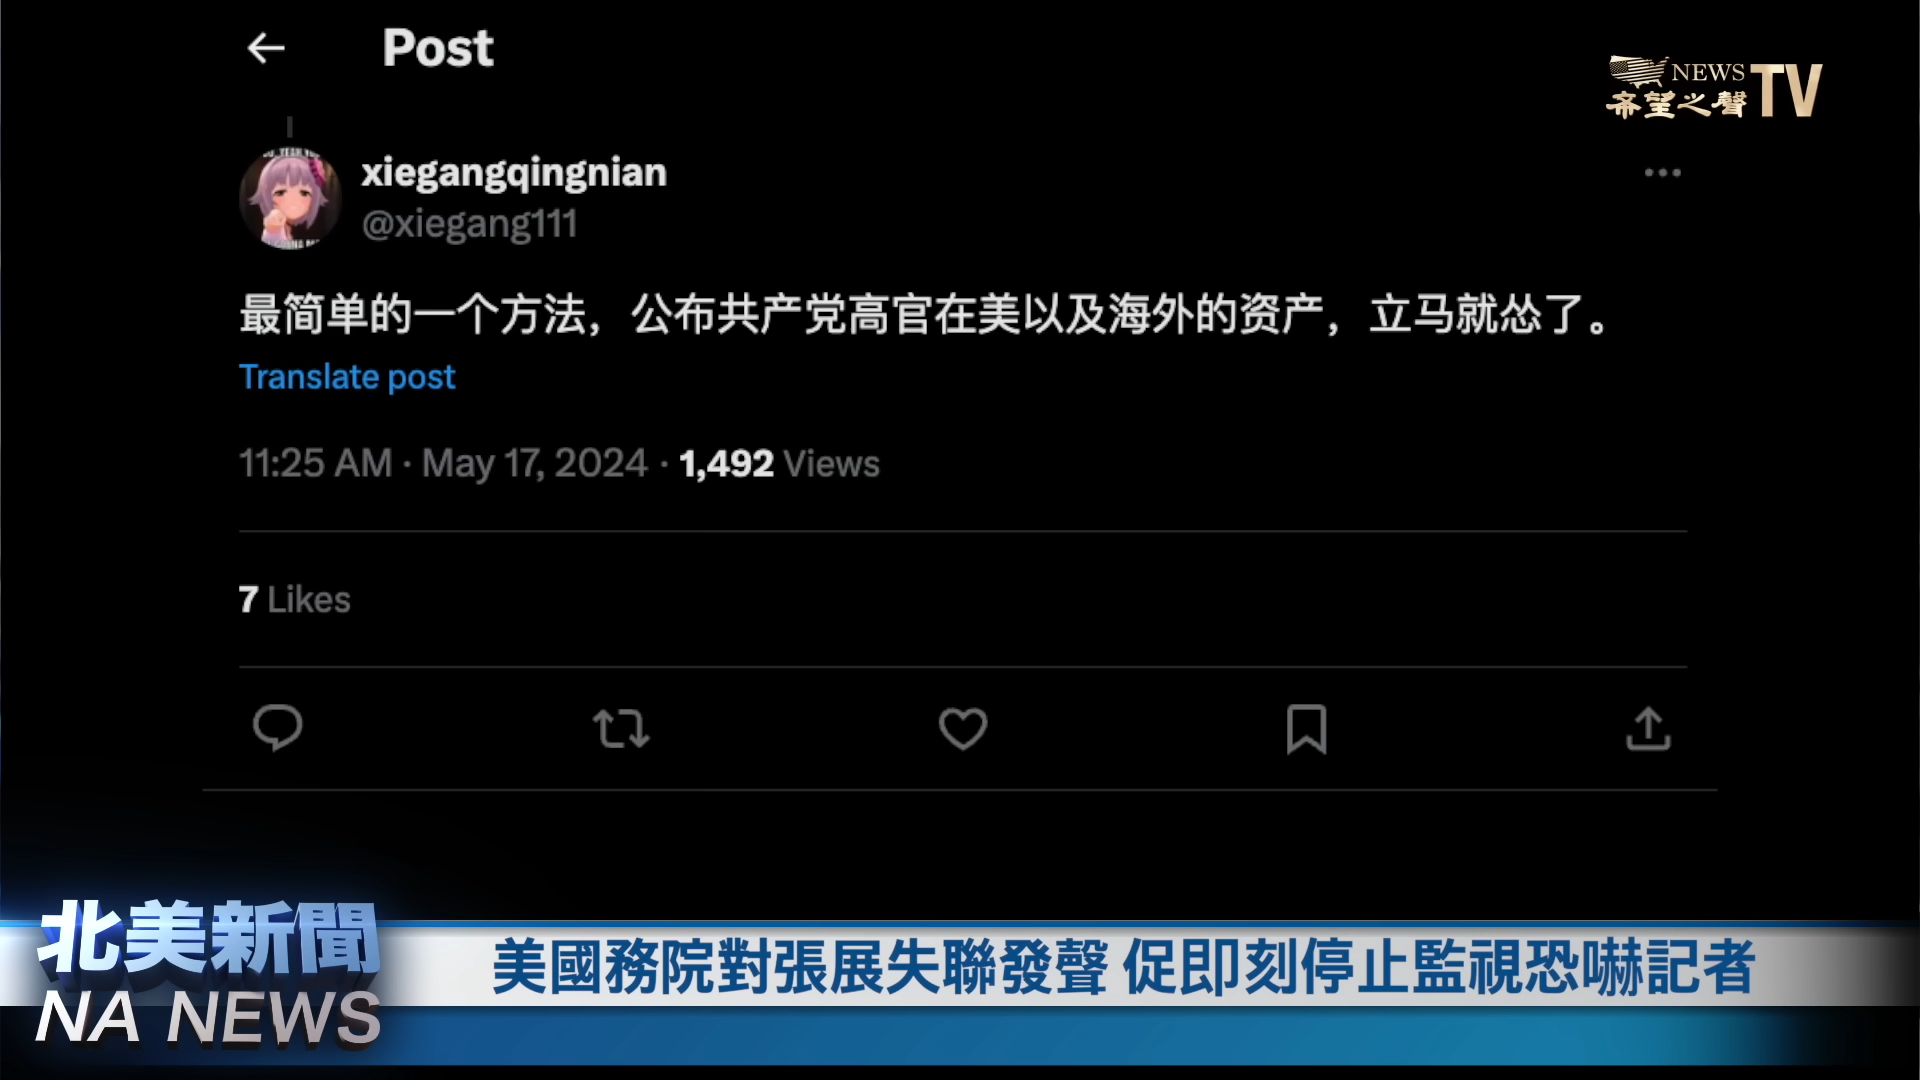 Post
NEWS
希望之聲TV
xiegangqingnian
@xiegang111
最简单的一个方法，公布共产党高官在美以及海外的资产，立马就怂了。
Translate post
11:25 AM · May 17, 2024 · 1,492 Views
7 Likes
北美新聞
NA NEWS
美國務院對張展失聯發聲 促即刻停止監視恐嚇記者